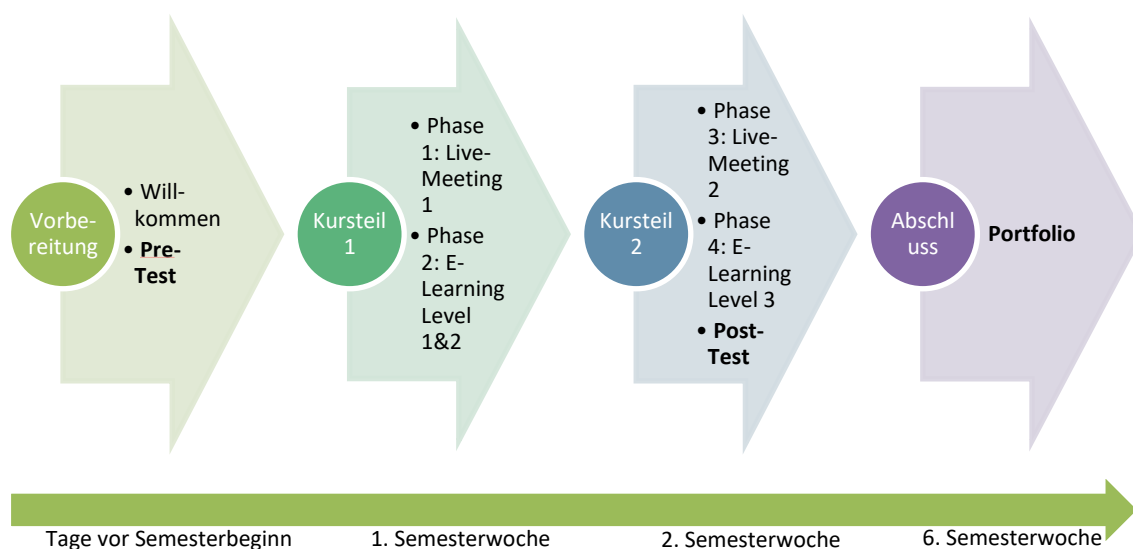 Vorbe-
reitung
• Will-
kommen
• Pre-
Test
Kursteil
1
• Phase
1: Live-
Meeting
1
• Phase
2: E-
Learning
Level
1&2
Kursteil
2
• Phase
3: Live-
Meeting
2
• Phase
4: E-
Learning
Level 3
• Post-
Test
Abschl
uss
Portfolio
Tage vor Semesterbeginn
1. Semesterwoche
2. Semesterwoche
6. Semesterwoche